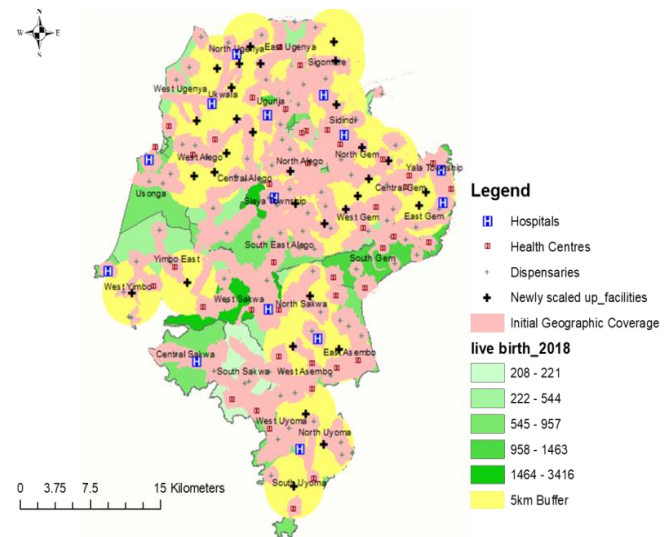 N
W E
S
North Ugenya
East Ugenya
Sigomere
West Ugenya
Ukwala
Ugunja
Sidindi
West Alego
North Alego
North Gem
Yala Township
Central Alego
Central Gem
Usonga
Siaya Township
West Gem
East Gem
South East Alego
Yimbo East
South Gem
West Yimbo
West Sakwa
North Sakwa
Central Sakwa
East Asembo
South Sakwa
West Asembo
West Uyoma
North Uyoma
South Uyoma
0 3.75 7.5 15 Kilometers
Legend
H Hospitals
Health Centres
Dispensaries
Newly scaled up_facilities
Initial Geographic Coverage
live birth_2018
208 - 221
222 - 544
545 - 957
958 - 1463
1464 - 3416
5km Buffer